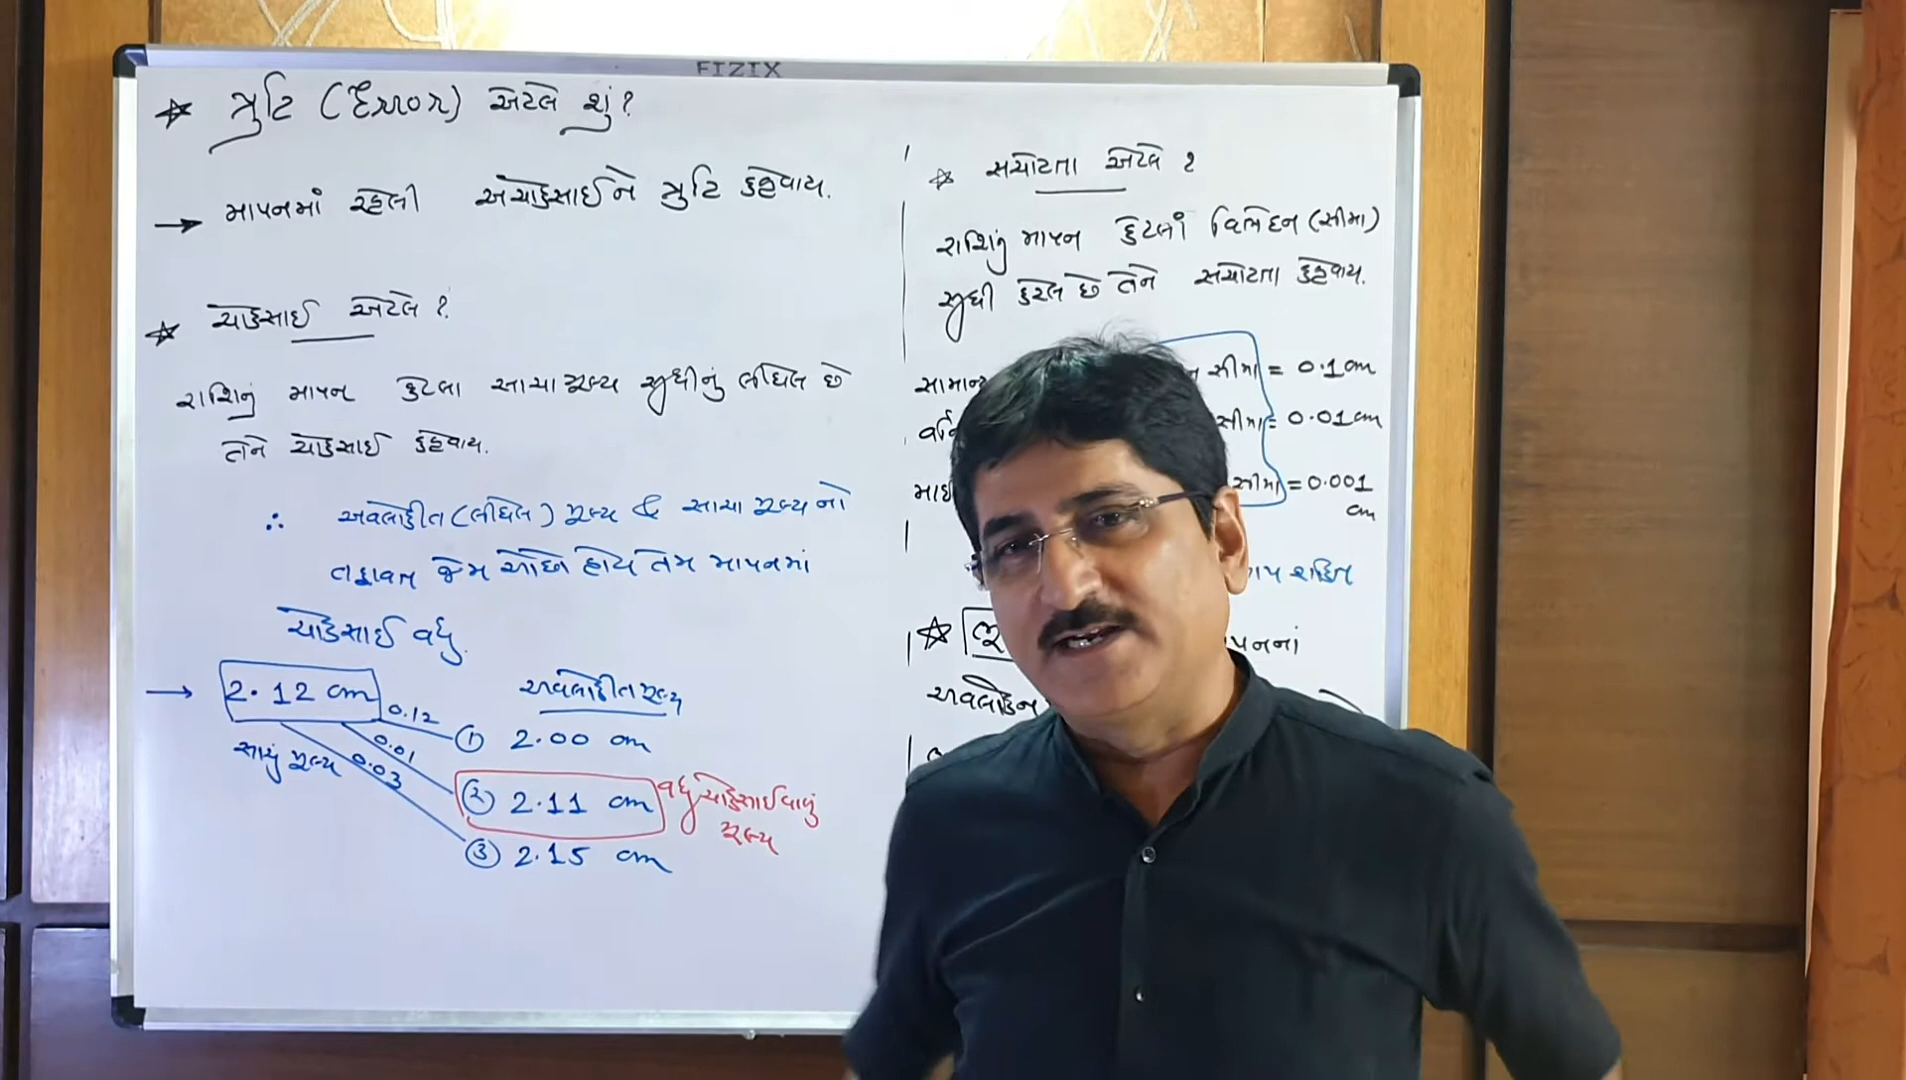 FIZIX
★ ત્રુટિ (Error) એટલે શું?
→ માપનમાં રહેલી અચોકસાઈને ત્રુટિ કહેવાય.
★ ચોકસાઈ એટલે ?
રાશિનું માપન કેટલા સાચા મૂલ્ય સુધીનું લીધેલ છે
તેને ચોકસાઈ કહેવાય.
∴ અવલોકીત (લીધેલ) મૂલ્ય & સાચા મૂલ્ય નો
તફાવત જેમ ઓછો હોય તેમ માપનમાં
ચોકસાઈ વધુ.
→ 2.12 cm
સાચું મૂલ્ય
અવલોકીત મૂલ્ય
0.12 ① 2.00 cm
0.01 ② 2.11 cm વધુ ચોકસાઈવાળું
મૂલ્ય
0.03 ③ 2.15 cm
★ સચોટતા એટલે ?
રાશિનું માપન કેટલાં વિભેદન (સીમા)
સુધી કરેલ છે તેને સચોટતા કહેવાય.
સીમા = 0.1 cm
સીમા = 0.01 cm
સીમા = 0.001
cm
માપ શક્તિ
★
અવલોકન